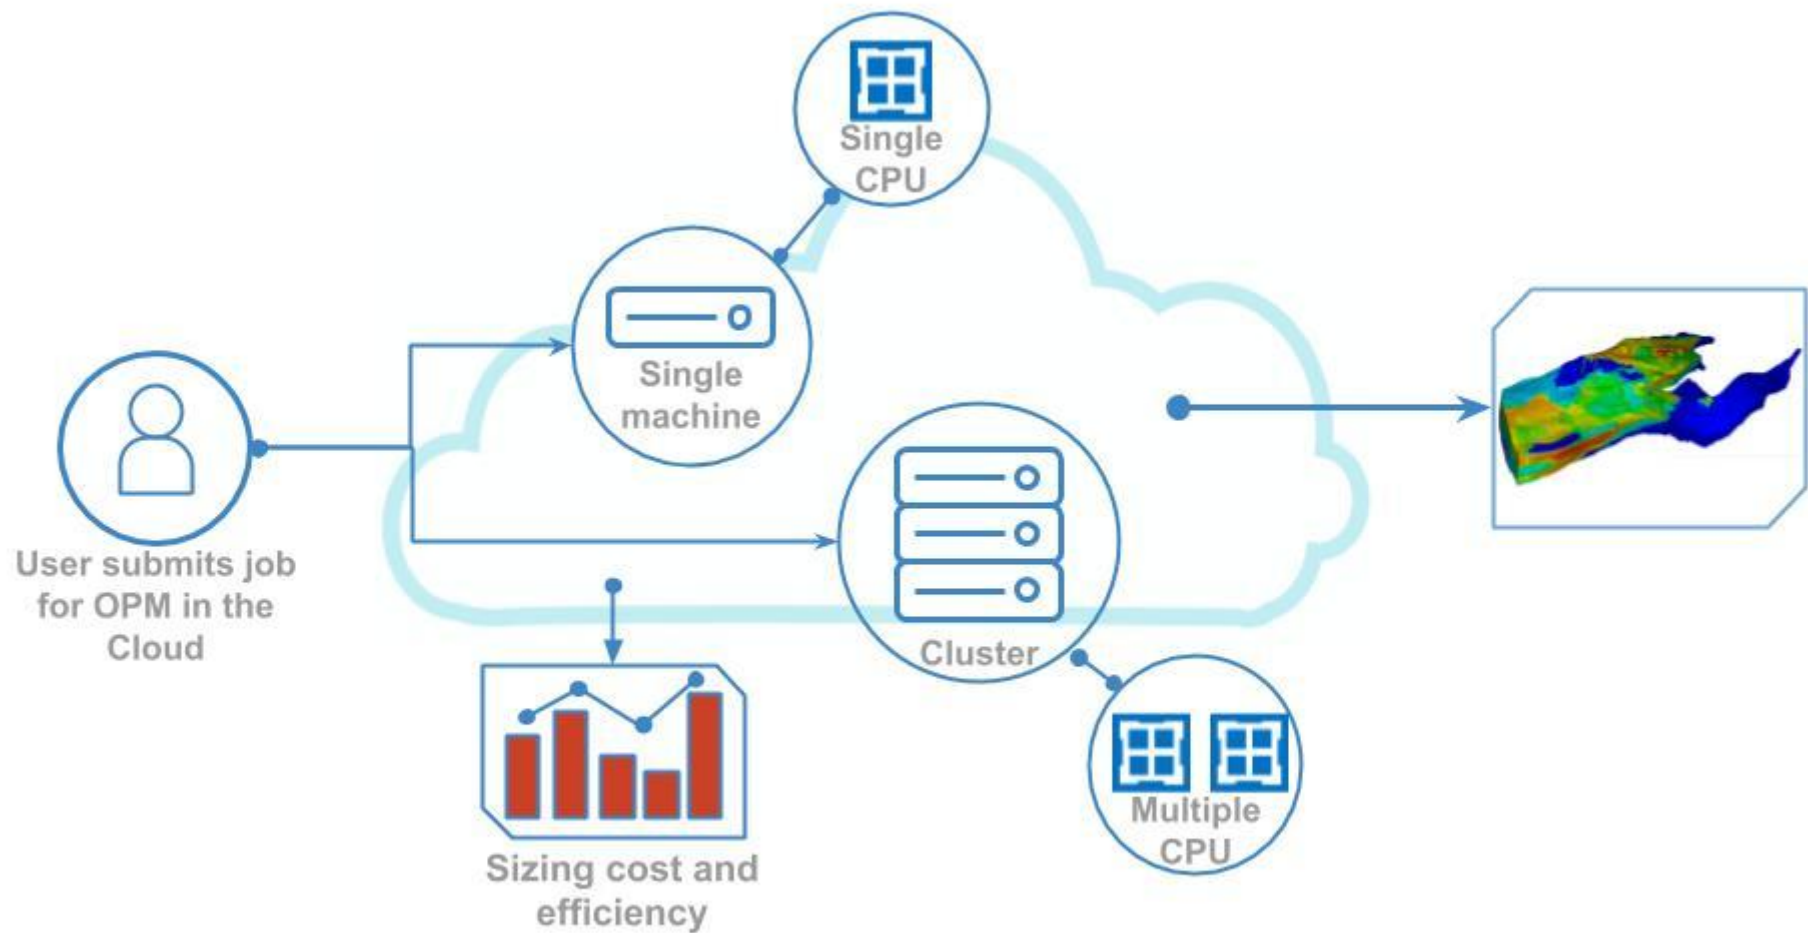 Single
CPU
Single
machine
User submits job
for OPM in the
Cloud
Cluster
Multiple
CPU
Sizing cost and
efficiency